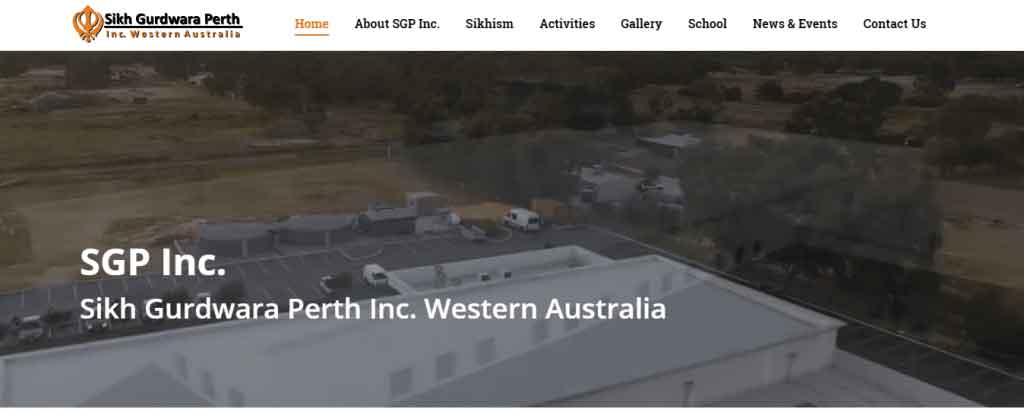 Sikh Gurdwara Perth
Inc. Western Australia
Home About SGP Inc. Sikhism Activities Gallery School News & Events Contact Us
SGP Inc.
Sikh Gurdwara Perth Inc. Western Australia